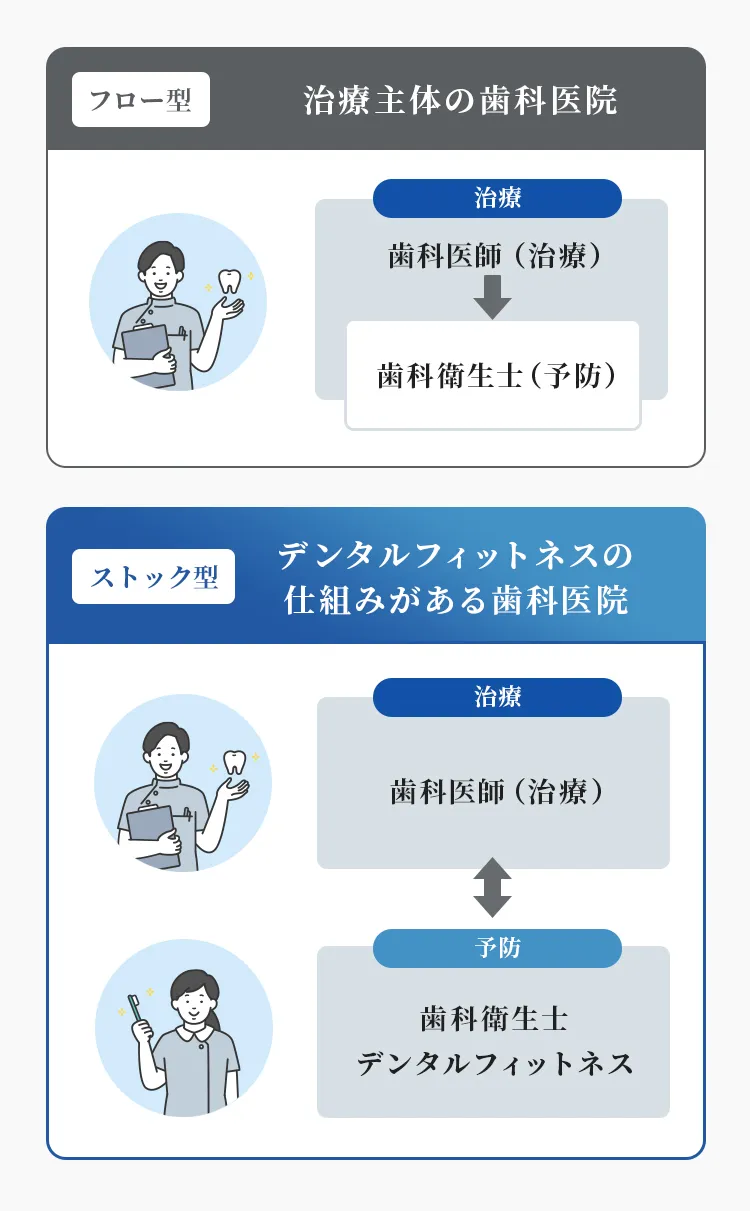 フロー型
治療主体の歯科医院
治療
歯科医師（治療）
歯科衛生士（予防）
ストック型
デンタルフィットネスの
仕組みがある歯科医院
治療
歯科医師（治療）
予防
歯科衛生士
デンタルフィットネス